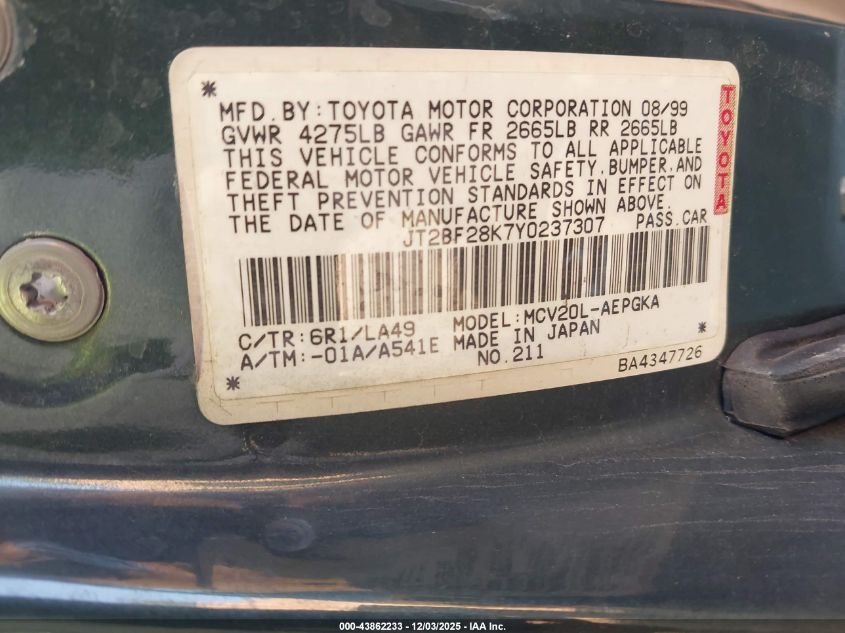 MFD. BY: TOYOTA MOTOR CORPORATION 08/99
GVWR 4275LB GAWR FR 2665LB RR 2665LB
THIS VEHICLE CONFORMS TO ALL APPLICABLE
FEDERAL MOTOR VEHICLE SAFETY, BUMPER, AND
THEFT PREVENTION STANDARDS IN EFFECT ON
THE DATE OF MANUFACTURE SHOWN ABOVE.
JT2BF28K7Y0237307 PASS.CAR
TOYOTA
C/TR: 6R1/LA49 MODEL: MCV20L-AEPGKA
A/TM: -01A/A541E MADE IN JAPAN
NO.211 BA4347726
000-43862233 - 12/03/2025 - IAA Inc.